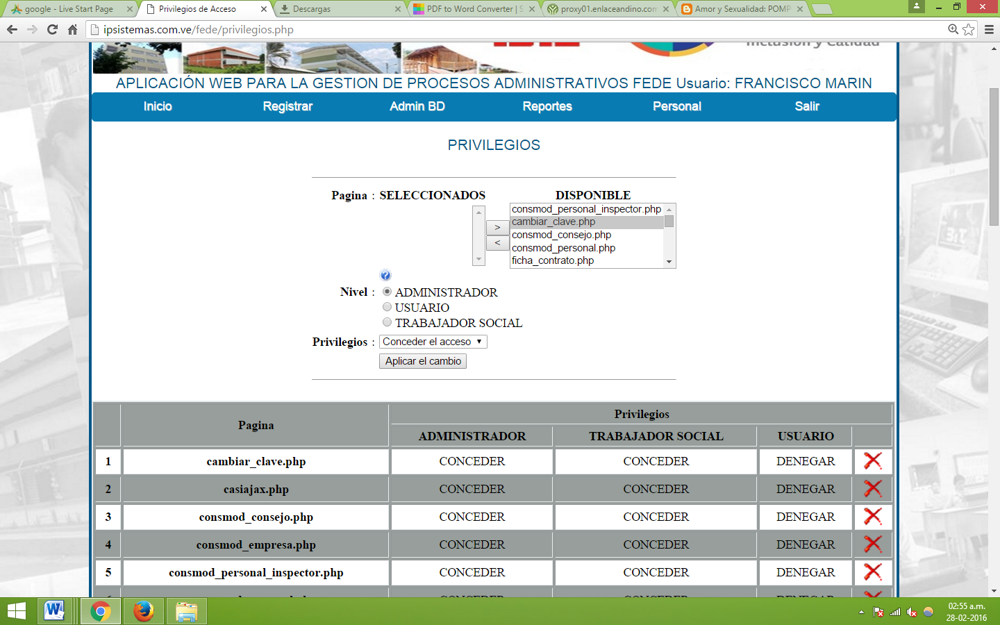 google - Live Start Page
Privilegios de Acceso
Descargas
PDF to Word Converter | S
proxy01.enlaceandino.com
Amor y Sexualidad: POMP
ipsistemas.com.ve/fede/privilegios.php
APLICACIÓN WEB PARA LA GESTION DE PROCESOS ADMINISTRATIVOS FEDE Usuario: FRANCISCO MARIN
Inicio Registrar Admin BD Reportes Personal Salir
PRIVILEGIOS
Pagina : SELECCIONADOS DISPONIBLE
consmod_personal_inspector.php
cambiar_clave.php
>
consmod_consejo.php
<
consmod_personal.php
ficha_contrato.php
?
Nivel : ADMINISTRADOR
USUARIO
TRABAJADOR SOCIAL
Privilegios : Conceder el acceso
Aplicar el cambio
Pagina Privilegios
ADMINISTRADOR TRABAJADOR SOCIAL USUARIO
1 cambiar_clave.php CONCEDER CONCEDER DENEGAR
2 casiajax.php CONCEDER CONCEDER DENEGAR
3 consmod_consejo.php CONCEDER CONCEDER DENEGAR
4 consmod_empresa.php CONCEDER CONCEDER DENEGAR
5 consmod_personal_inspector.php CONCEDER CONCEDER DENEGAR
02:55 a.m.
28-02-2016